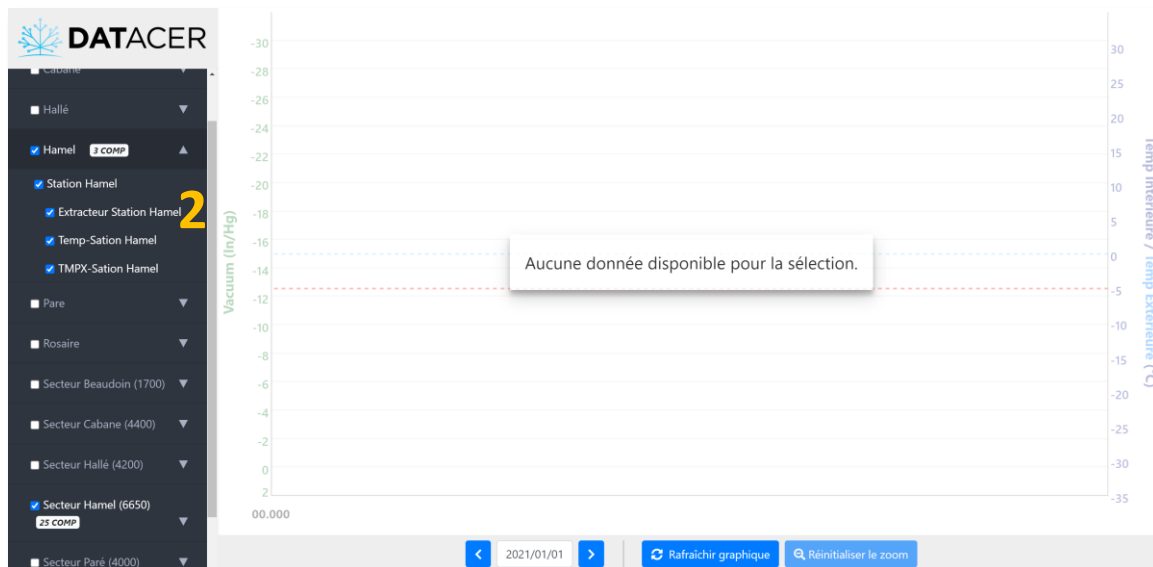 DATACER
Cabane
Hallé
Hamel 3 COMP
Station Hamel
Extracteur Station Hamel
2
Temp-Sation Hamel
TMPX-Sation Hamel
Pare
Rosaire
Secteur Beaudoin (1700)
Secteur Cabane (4400)
Secteur Hallé (4200)
Secteur Hamel (6650)
25 COMP
Secteur Paré (4000)
Vacuum (In/Hg)
-30
-28
-26
-24
-22
-20
-18
-16
-14
-12
-10
-8
-6
-4
-2
0
2
00.000
Aucune donnée disponible pour la sélection.
30
25
20
15
10
5
0
-5
-10
-15
-20
-25
-30
-35
Temp Interieure / Temp Exterieure (°C)
2021/01/01
Rafraîchir graphique
Réinitialiser le zoom